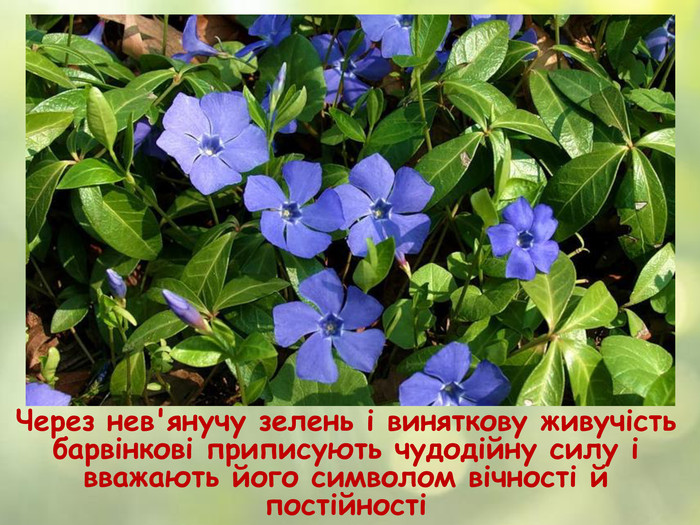 Через нев'янучу зелень і виняткову живучість
барвінкові приписують чудодійну силу і
вважають його символом вічності й
постійності